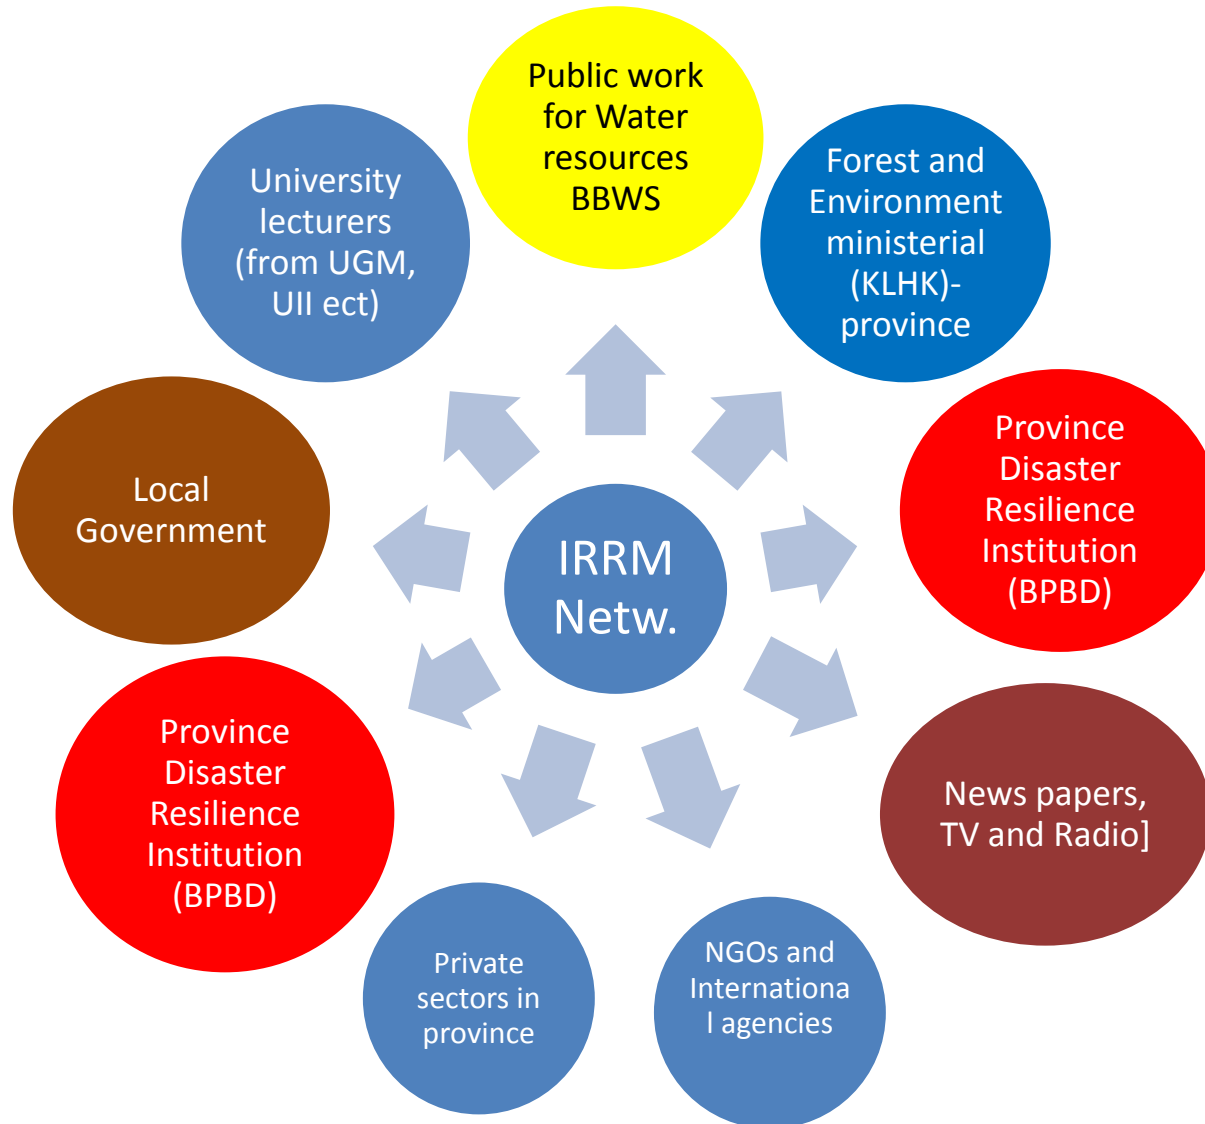 Public work
for Water
resources
BBWS
Forest and
Environment
ministerial
(KLHK)-
province
Province
Disaster
Resilience
Institution
(BPBD)
News papers,
TV and Radio]
NGOs and
Internationa
l agencies
Private
sectors in
province
Province
Disaster
Resilience
Institution
(BPBD)
Local
Government
University
lecturers
(from UGM,
UII ect)
IRRM
Netw.